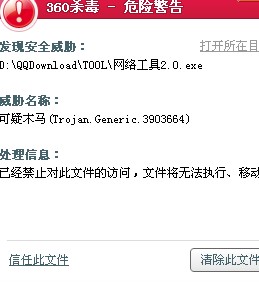 360杀毒 - 危险警告
发现安全威胁：
打开所在目
D:\QQDownload\TOOL\网络工具2.0.exe
威胁名称：
可疑木马(Trojan.Generic.3903664)
处理信息：
已经禁止对此文件的访问，文件将无法执行、移动
信任此文件
清除此文件